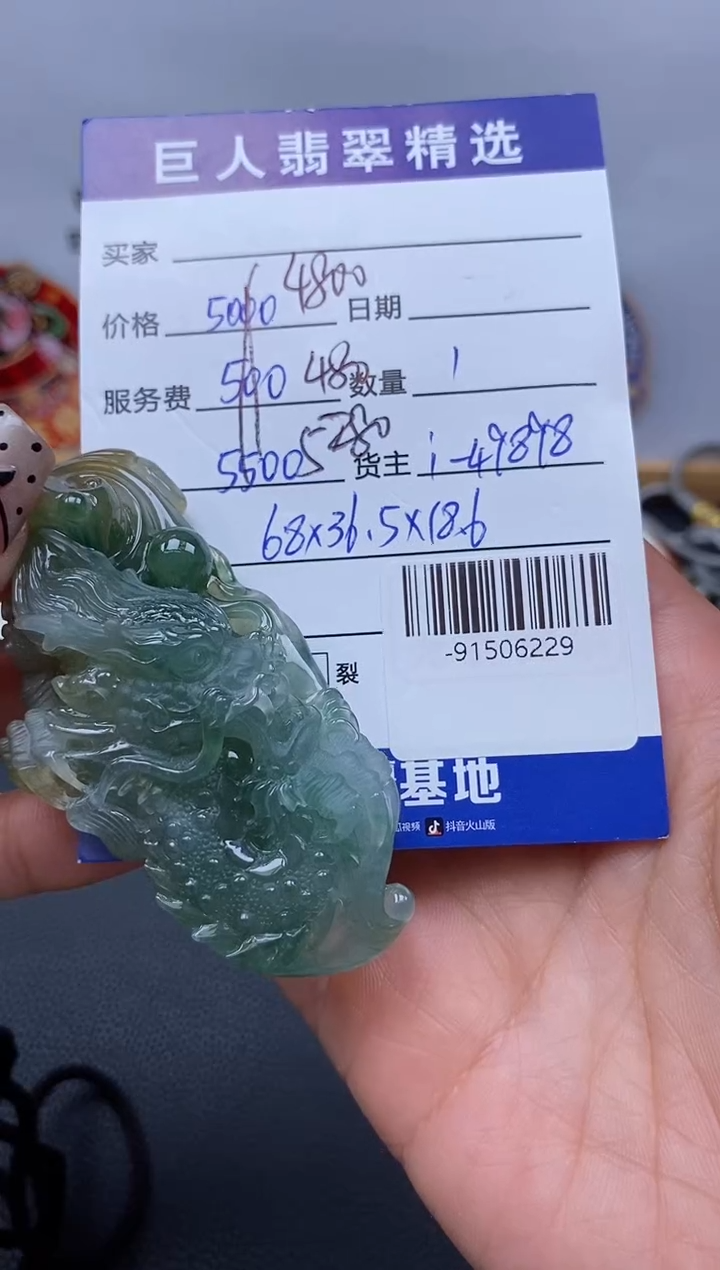 巨人翡翠精选
买家
价格 5000 4800 日期
服务费 500 480 数量 1
5500 5280 货主 i-49898
68x36.5x18.6
-91506229
裂
基地
视频 抖音火山版